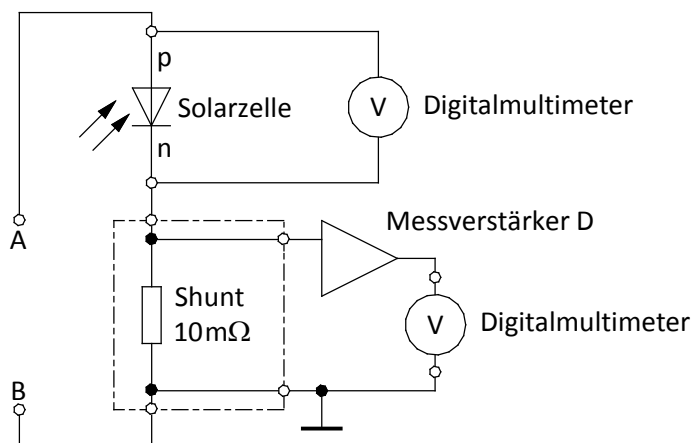 p
Solarzelle
V
Digitalmultimeter
n
A
Messverstärker D
Shunt
10mΩ
V
Digitalmultimeter
B